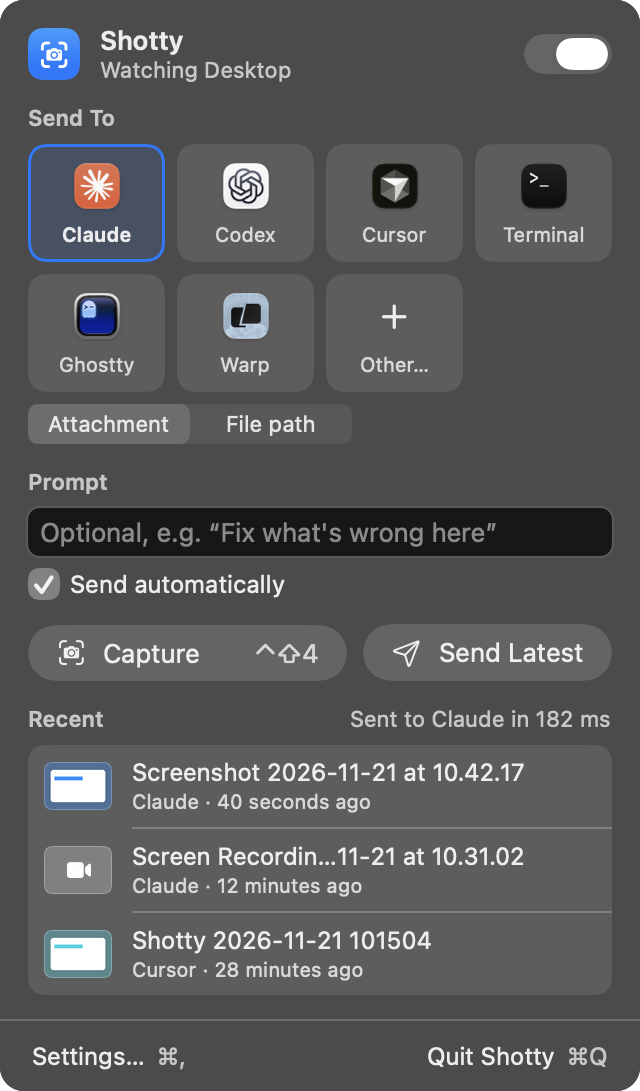 Shotty
Watching Desktop
Send To
Claude
Codex
Cursor
>_
Terminal
Ghostty
Warp
+
Other...
Attachment
File path
Prompt
Optional, e.g. “Fix what's wrong here”
Send automatically
Capture ^⇧4
Send Latest
Recent
Sent to Claude in 182 ms
Screenshot 2026-11-21 at 10.42.17
Claude · 40 seconds ago
Screen Recordin...11-21 at 10.31.02
Claude · 12 minutes ago
Shotty 2026-11-21 101504
Cursor · 28 minutes ago
Settings... ⌘,
Quit Shotty ⌘Q